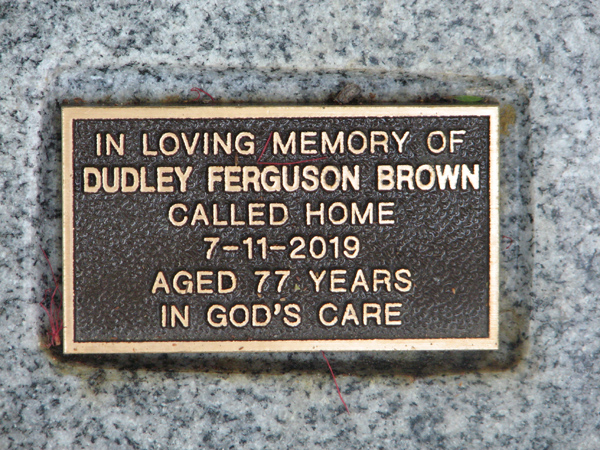 IN LOVING MEMORY OF
DUDLEY FERGUSON BROWN
CALLED HOME
7-11-2019
AGED 77 YEARS
IN GOD'S CARE